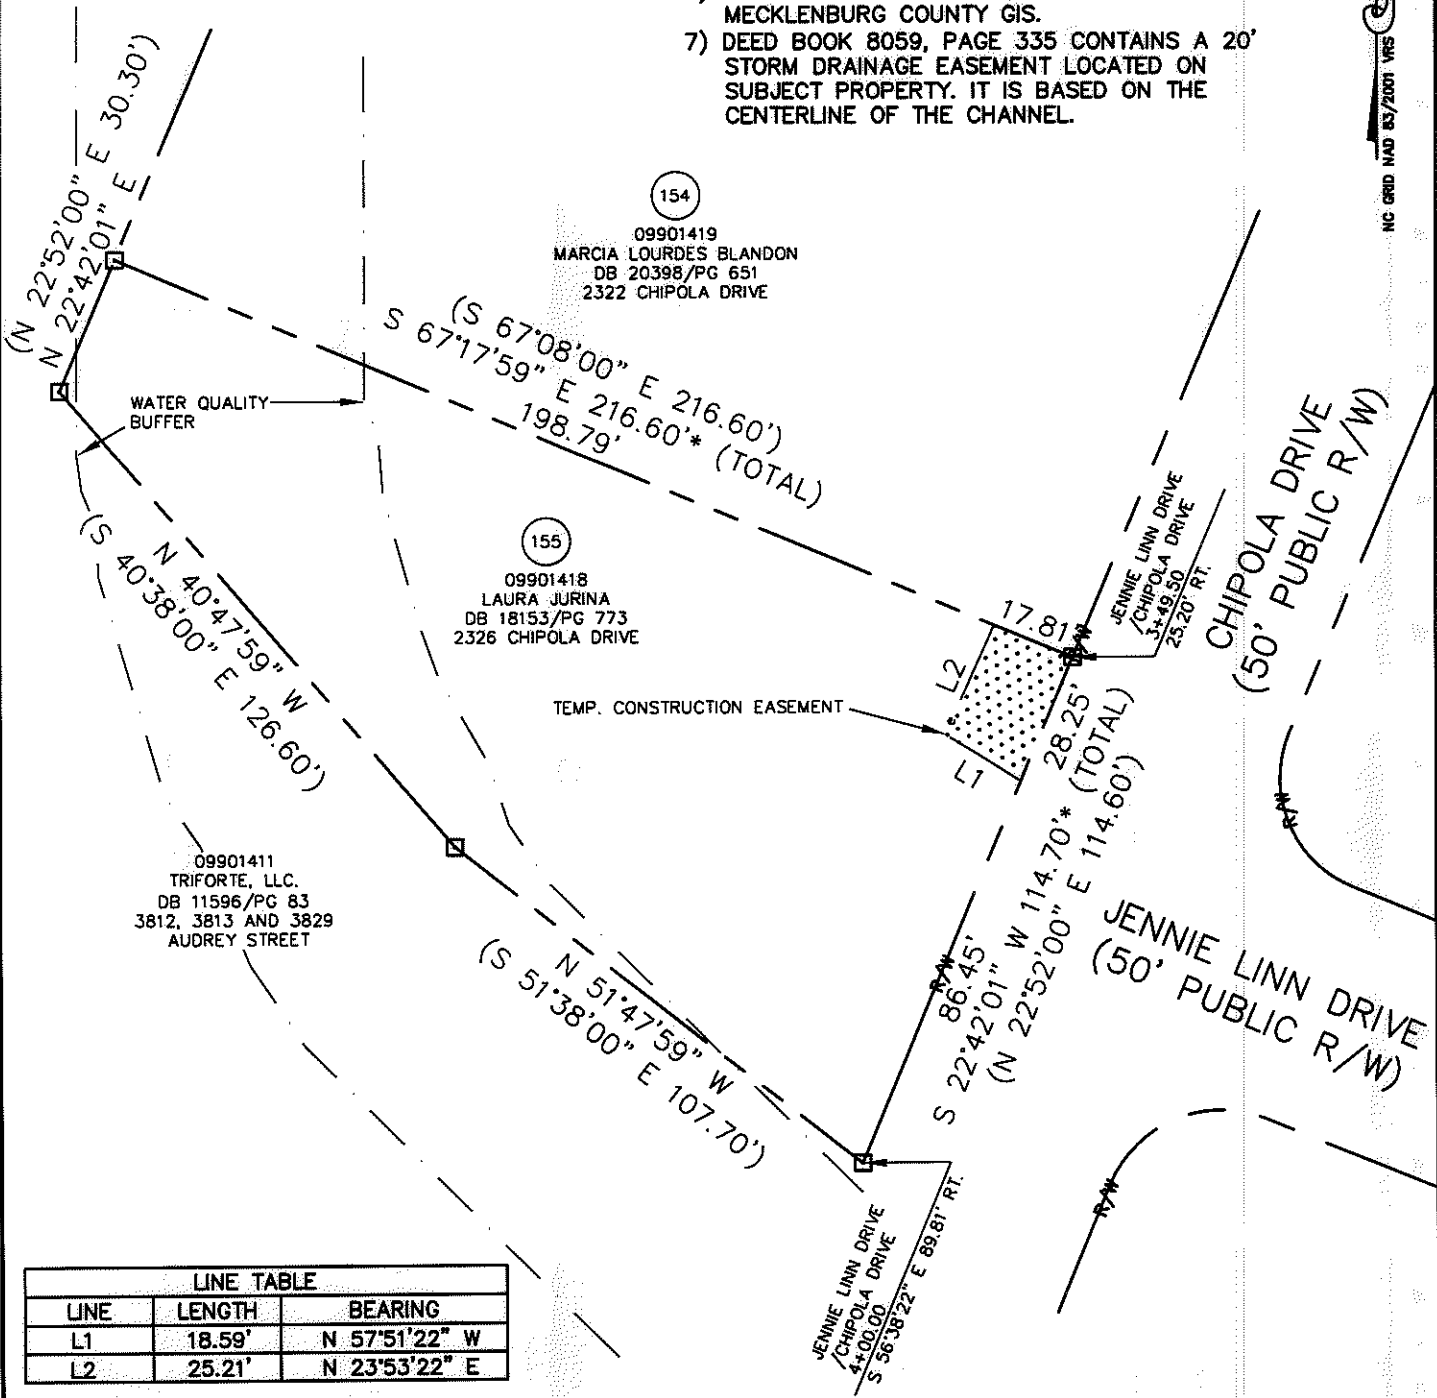 MECKLENBURG COUNTY GIS.
7) DEED BOOK 8059, PAGE 335 CONTAINS A 20'
STORM DRAINAGE EASEMENT LOCATED ON
SUBJECT PROPERTY. IT IS BASED ON THE
CENTERLINE OF THE CHANNEL.
NC GRID NAD 83/2001 VRS
(N 22°52'00" E 30.30')
N 22°42'01" E
154
09901419
MARCIA LOURDES BLANDON
DB 20398/PG 651
2322 CHIPOLA DRIVE
(S 67°08'00" E 216.60')
S 67°17'59" E 216.60'* (TOTAL)
198.79'
WATER QUALITY
BUFFER
CHIPOLA DRIVE
(50' PUBLIC R/W)
JENNIE LINN DRIVE
/CHIPOLA DRIVE
3+49.50
25.20' RT.
155
09901418
LAURA JURINA
DB 18153/PG 773
2326 CHIPOLA DRIVE
N 40°47'59" W
(S 40°38'00" E 126.60')
17.81'
R/W
L2
TEMP. CONSTRUCTION EASEMENT
L1
28.25'
R/W
09901411
TRIFORTE, LLC.
DB 11596/PG 83
3812, 3813 AND 3829
AUDREY STREET
S 22°42'01" W 114.70'* (TOTAL)
(N 22°52'00" E 114.60')
86.45'
R/W
JENNIE LINN DRIVE
(50' PUBLIC R/W)
N 51°47'59" W
(S 51°38'00" E 107.70')
R/W
JENNIE LINN DRIVE
/CHIPOLA DRIVE
4+00.00
S 56°38'22" E 89.81' RT.
LINE TABLE
LINE LENGTH BEARING
L1 18.59' N 57°51'22" W
L2 25.21' N 23°53'22" E